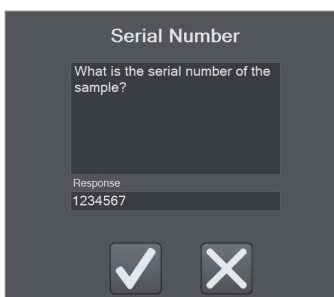 Serial Number
What is the serial number of the
sample?
Response
1234567